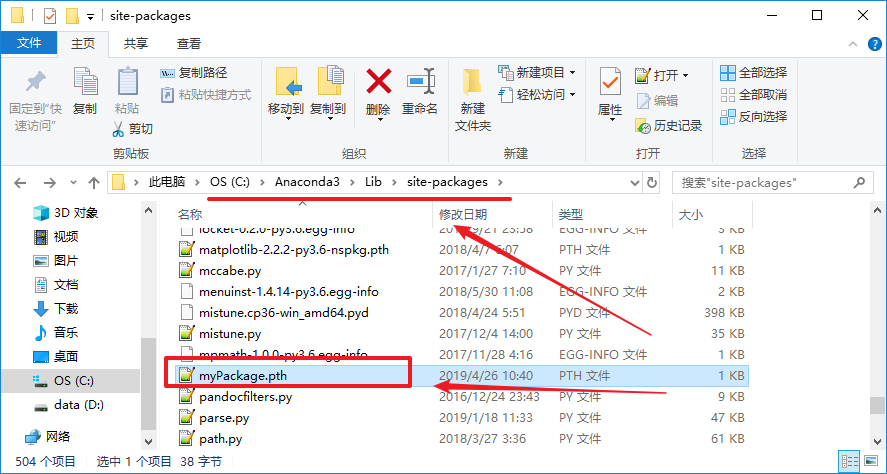 site-packages
文件 主页 共享 查看
固定到"快速访问"
复制
粘贴
复制路径
粘贴快捷方式
剪切
剪贴板
移动到
复制到
删除
重命名
组织
新建文件夹
新建项目
轻松访问
新建
属性
打开
编辑
历史记录
打开
全部选择
全部取消
反向选择
选择
此电脑 > OS (C:) > Anaconda3 > Lib > site-packages >
搜索"site-packages"
3D 对象
视频
图片
文档
下载
音乐
桌面
OS (C:)
data (D:)
网络
名称 修改日期 类型 大小
locket-0.2.0-py3.6.egg-info 2017/9/21 23:58 EGG-INFO 文件 3 KB
matplotlib-2.2.2-py3.6-nspkg.pth 2018/4/7 6:07 PTH 文件 1 KB
mccabe.py 2017/1/27 7:10 PY 文件 11 KB
menuinst-1.4.14-py3.6.egg-info 2018/5/30 11:08 EGG-INFO 文件 2 KB
mistune.cp36-win_amd64.pyd 2018/4/24 5:51 PYD 文件 398 KB
mistune.py 2017/12/4 14:00 PY 文件 35 KB
mpmath-1.0.0-py3.6.egg-info 2017/11/28 4:16 EGG-INFO 文件 1 KB
myPackage.pth 2019/4/26 10:40 PTH 文件 1 KB
pandocfilters.py 2016/12/24 23:43 PY 文件 9 KB
parse.py 2019/1/18 11:33 PY 文件 47 KB
path.py 2018/3/27 3:36 PY 文件 61 KB
504 个项目 选中 1 个项目 38 字节